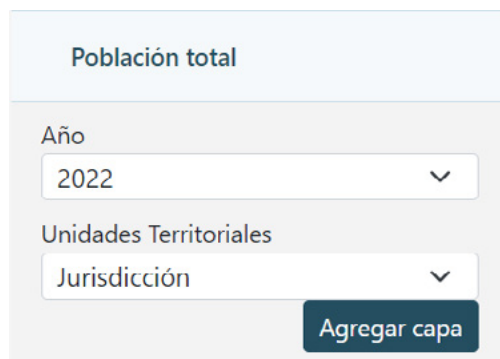 Población total
Año
2022
Unidades Territoriales
Jurisdicción
Agregar capa